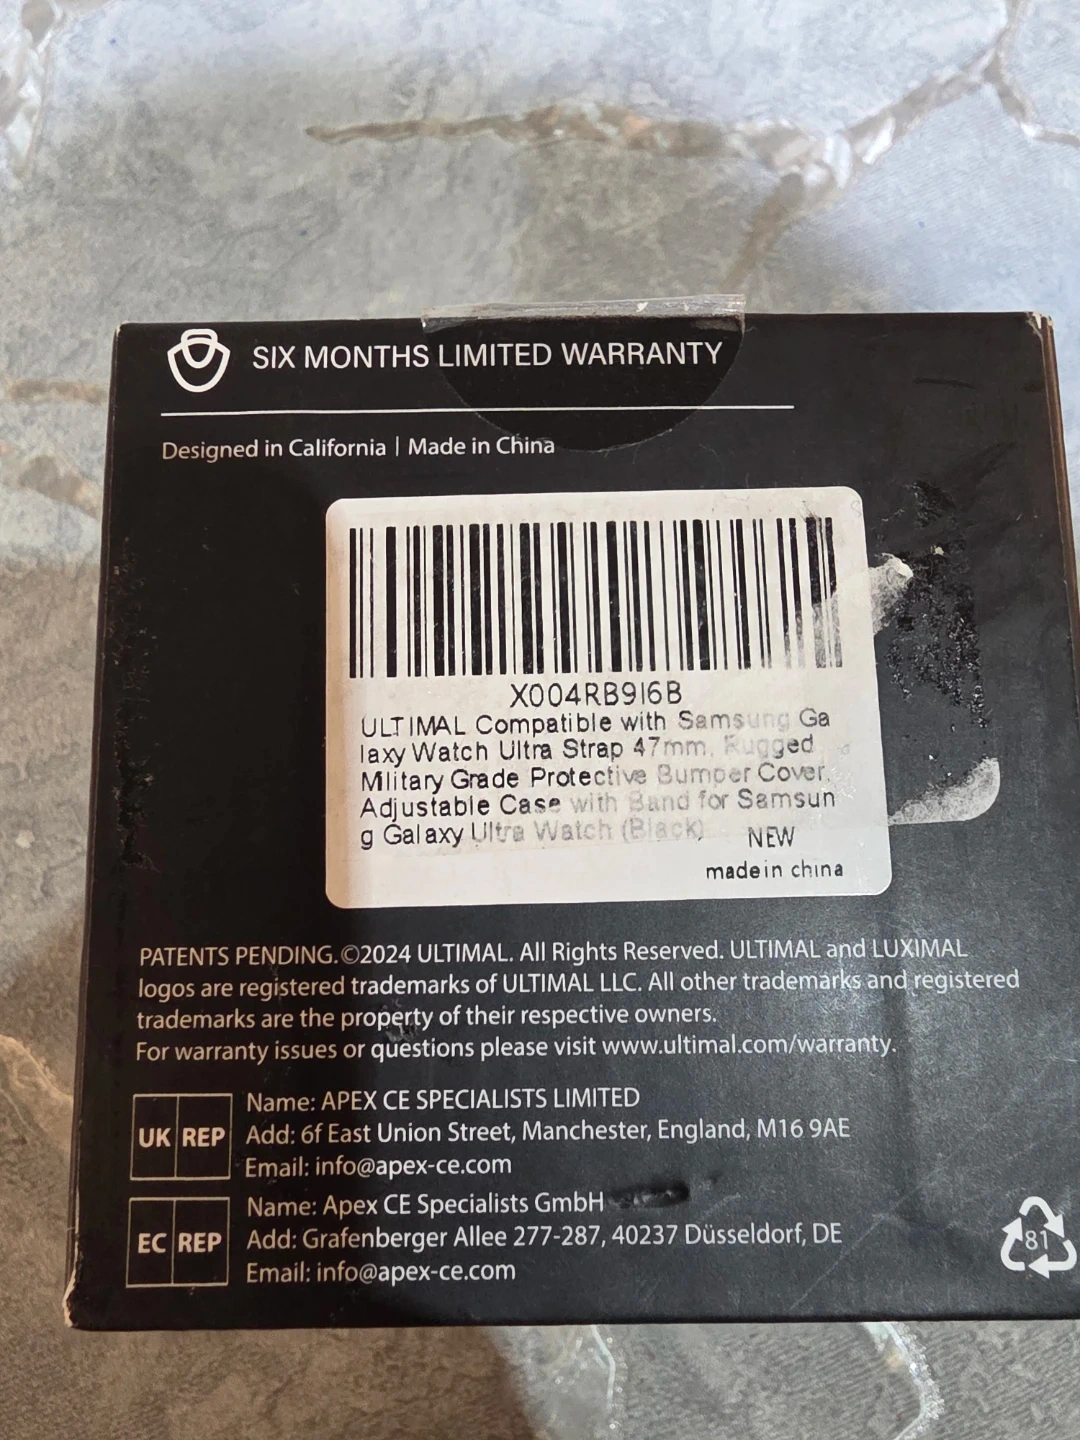 SIX MONTHS LIMITED WARRANTY
Designed in California | Made in China
X004RB9I6B
ULTIMAL Compatible with Samsung Ga
laxy Watch Ultra Strap 47mm, Rugged
Military Grade Protective Bumper Cover,
Adjustable Case with Band for Samsun
g Galaxy Ultra Watch (Black)
NEW
made in china
PATENTS PENDING.©2024 ULTIMAL. All Rights Reserved. ULTIMAL and LUXIMAL
logos are registered trademarks of ULTIMAL LLC. All other trademarks and registered
trademarks are the property of their respective owners.
For warranty issues or questions please visit www.ultimal.com/warranty.
UK REP
Name: APEX CE SPECIALISTS LIMITED
Add: 6f East Union Street, Manchester, England, M16 9AE
Email: info@apex-ce.com
EC REP
Name: Apex CE Specialists GmbH
Add: Grafenberger Allee 277-287, 40237 Düsseldorf, DE
Email: info@apex-ce.com
81